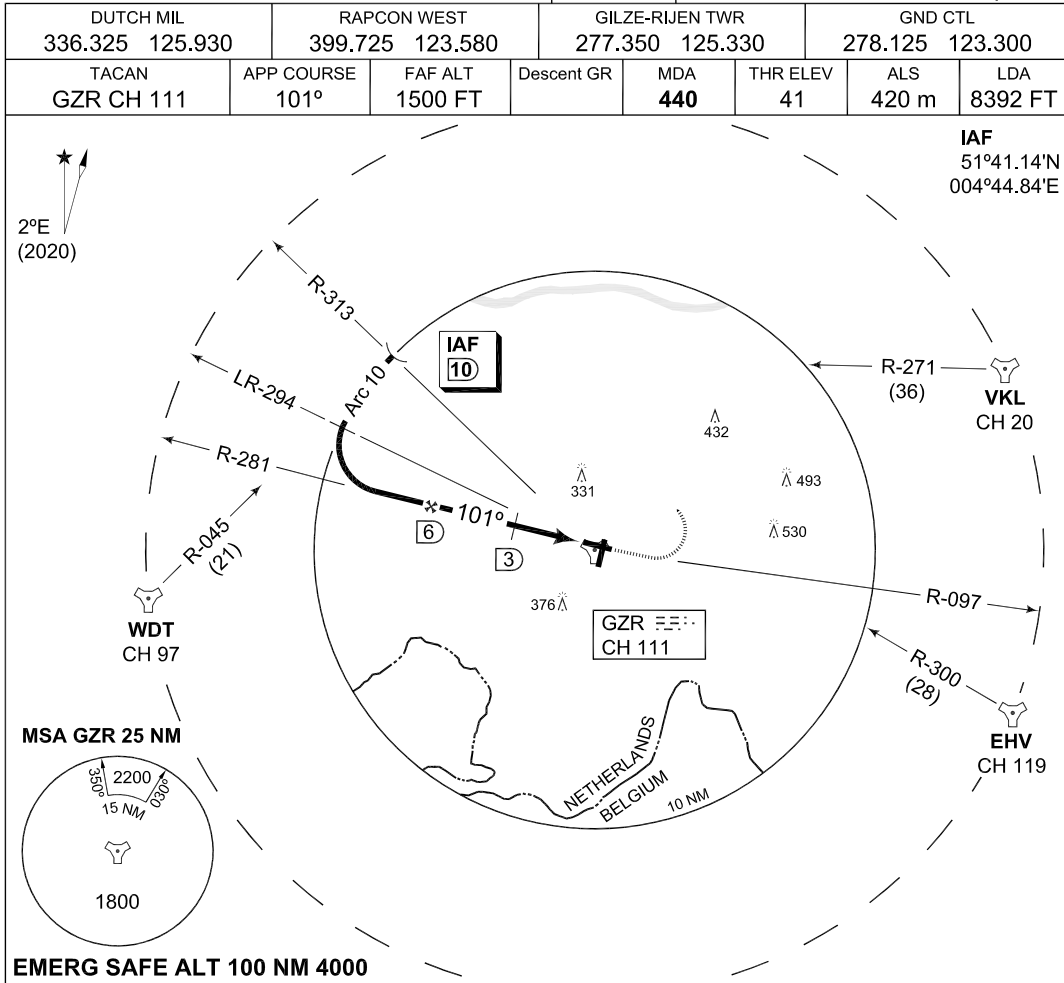 DUTCH MIL
336.325 125.930
RAPCON WEST
399.725 123.580
GILZE-RIJEN TWR
277.350 125.330
GND CTL
278.125 123.300
TACAN
GZR CH 111
APP COURSE
101º
FAF ALT
1500 FT
Descent GR
MDA
440
THR ELEV
41
ALS
420 m
LDA
8392 FT
IAF
51º41.14'N
004º44.84'E
2ºE
(2020)
R-313
IAF
10
Arc 10
LR-294
R-281
R-271
(36)
VKL
CH 20
432
331
493
530
101º
6
3
R-045
(21)
WDT
CH 97
376
GZR
CH 111
R-097
R-300
(28)
EHV
CH 119
NETHERLANDS
BELGIUM
10 NM
MSA GZR 25 NM
350º
2200
030º
15 NM
1800
EMERG SAFE ALT 100 NM 4000